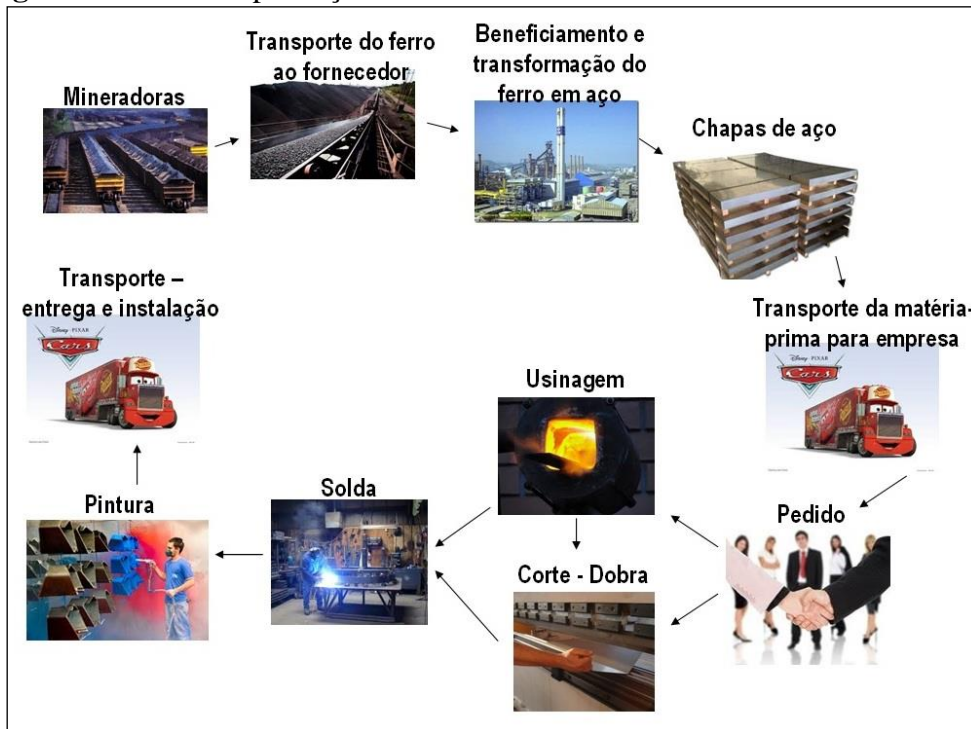 Mineradoras
Transporte do ferro
ao fornecedor
Beneficiamento e
transformação do
ferro em aço
Chapas de aço
Transporte da matéria-
prima para empresa
DISNEY · PIXAR
Cars
Pedido
Usinagem
Corte - Dobra
Solda
Pintura
Transporte –
entrega e instalação
DISNEY · PIXAR
Cars